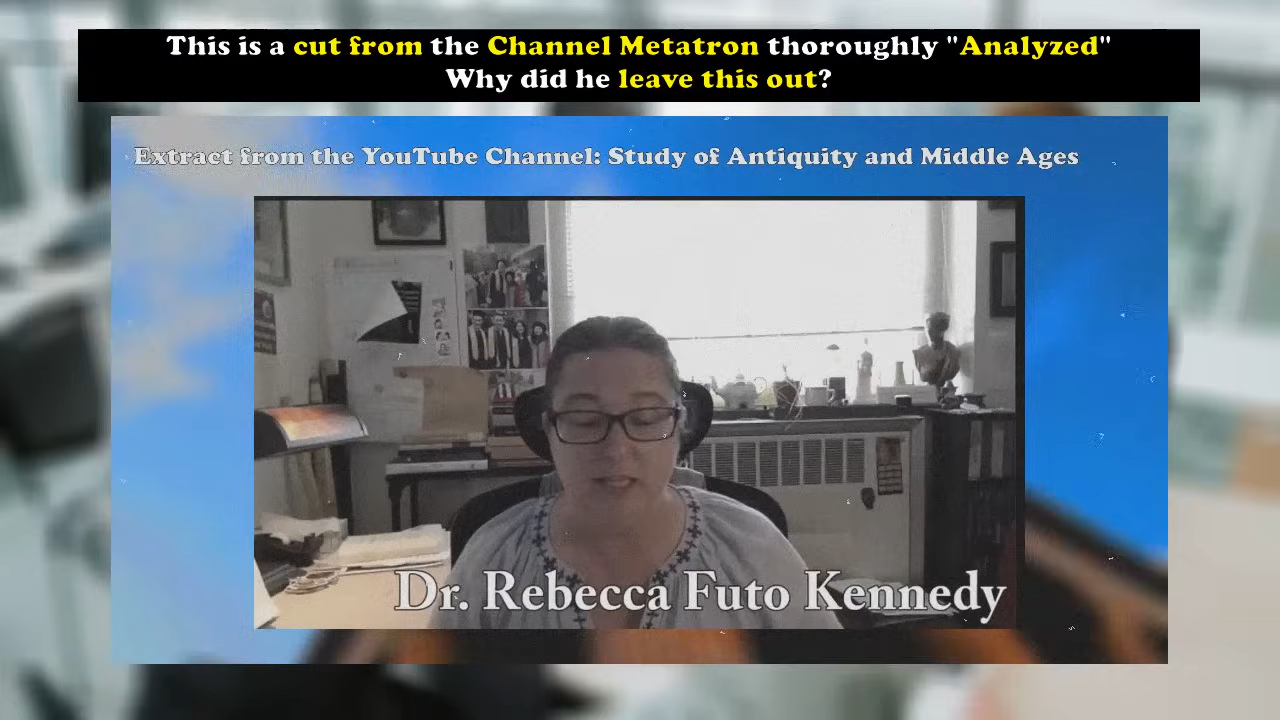 This is a cut from the Channel Metatron thoroughly "Analyzed"
Why did he leave this out?
Extract from the YouTube Channel: Study of Antiquity and Middle Ages
Dr. Rebecca Futo Kennedy